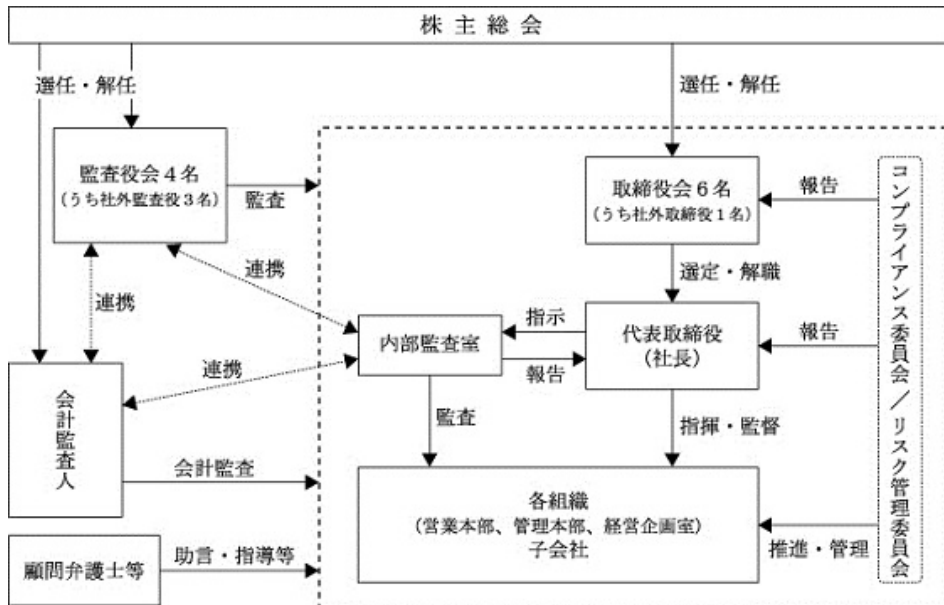 株主総会
選任・解任
選任・解任
監査役会4名
(うち社外監査役3名)
監査
取締役会6名
(うち社外取締役1名)
報告
コンプライアンス委員会/リスク管理委員会
連携
連携
選定・解職
内部監査室
指示
報告
代表取締役
(社長)
報告
連携
会計監査人
監査
指揮・監督
会計監査
各組織
(営業本部、管理本部、経営企画室)
子会社
推進・管理
顧問弁護士等
助言・指導等